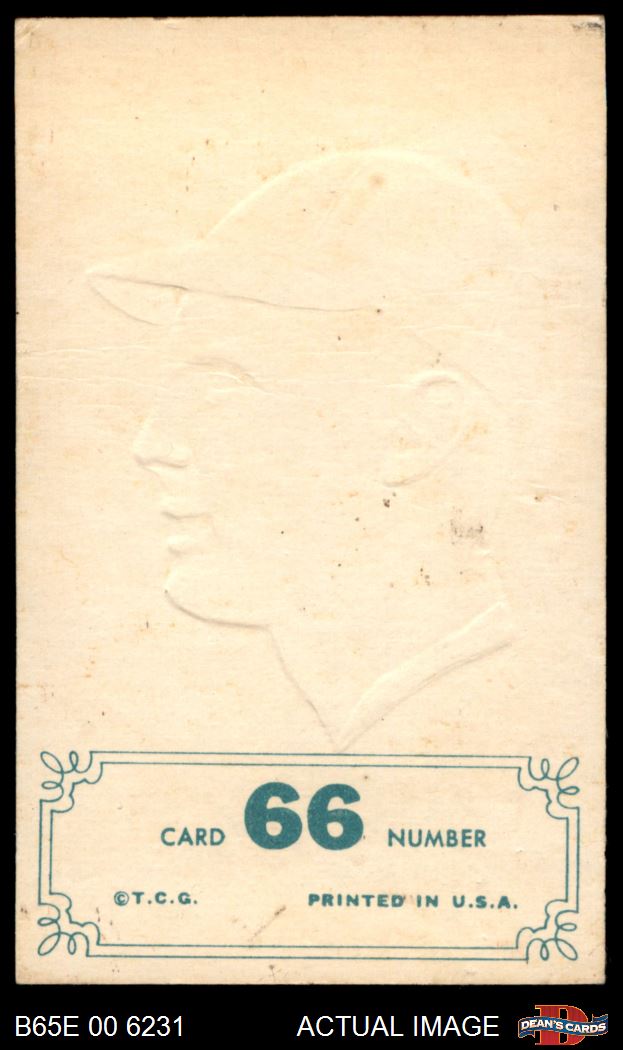 CARD 66 NUMBER
©T.C.G. PRINTED IN U.S.A.
B65E 00 6231 ACTUAL IMAGE DEAN'S CARDS